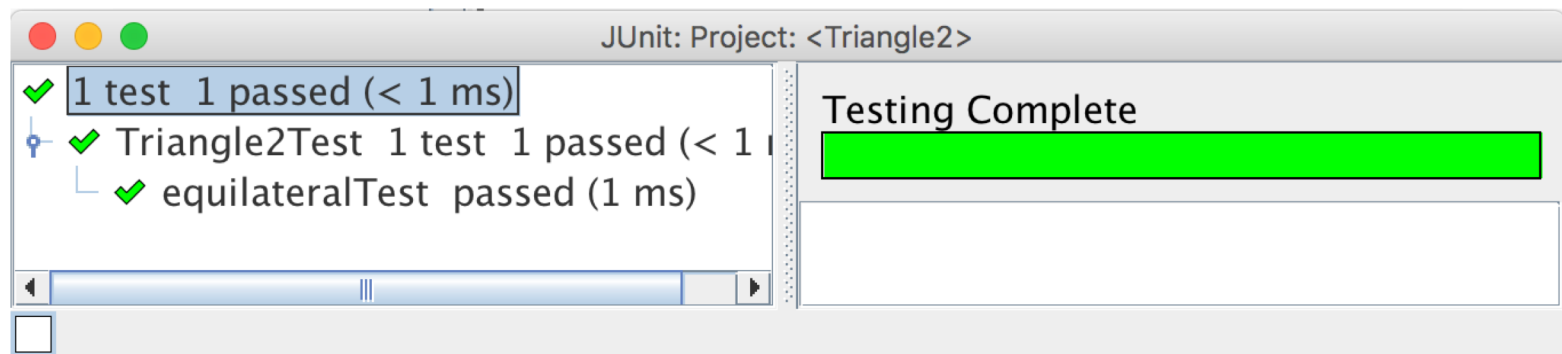 JUnit: Project: <Triangle2>
1 test 1 passed (< 1 ms)
Triangle2Test 1 test 1 passed (< 1
equilateralTest passed (1 ms)
Testing Complete